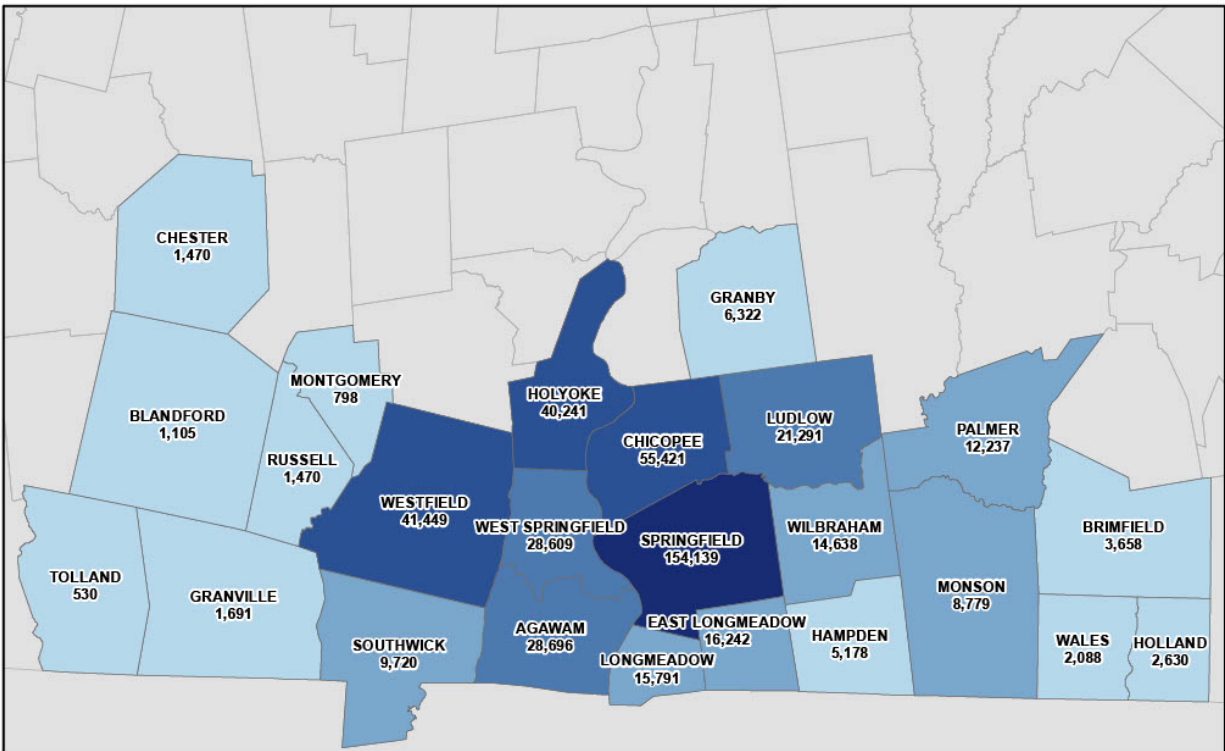 CHESTER
1,470
GRANBY
6,322
MONTGOMERY
798
HOLYOKE
40,241
BLANDFORD
1,105
LUDLOW
21,291
PALMER
12,237
CHICOPEE
55,421
RUSSELL
1,470
WESTFIELD
41,449
WEST SPRINGFIELD
28,609
SPRINGFIELD
154,139
WILBRAHAM
14,638
BRIMFIELD
3,658
TOLLAND
530
GRANVILLE
1,691
MONSON
8,779
SOUTHWICK
9,720
AGAWAM
28,696
EAST LONGMEADOW
16,242
HAMPDEN
5,178
WALES
2,088
HOLLAND
2,630
LONGMEADOW
15,791